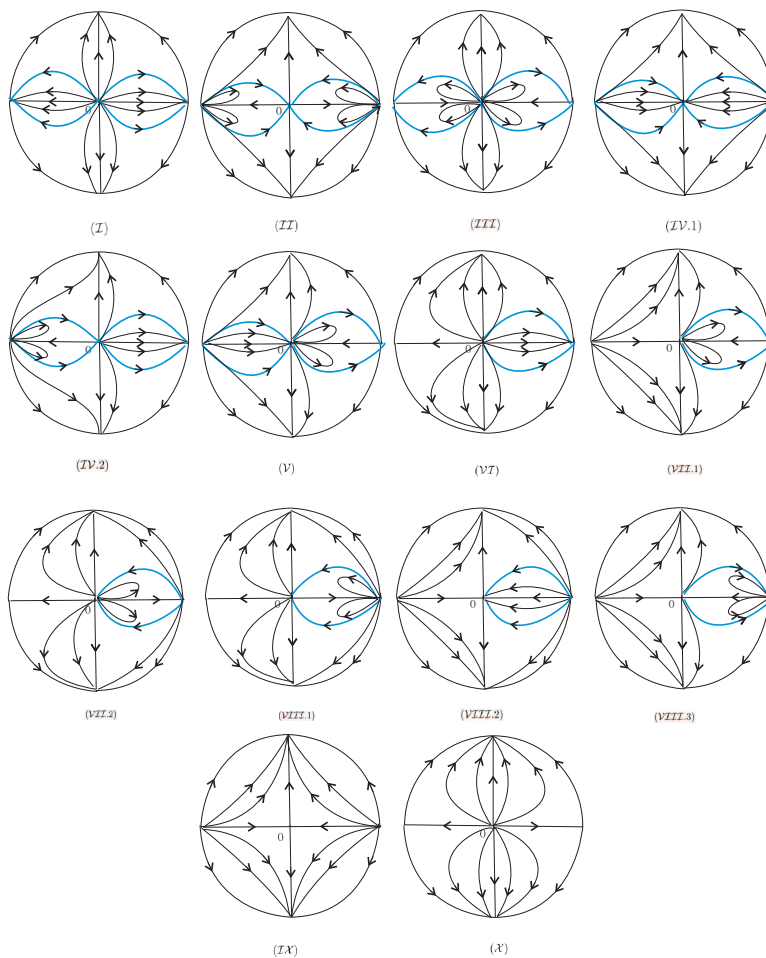 0 0 0 0
(I) (II) (III) (IV.1)
0 0 0 0
(IV.2) (V) (VI) (VII.1)
0 0 0 0
(VII.2) (VIII.1) (VIII.2) (VIII.3)
0 0
(IX) (X)